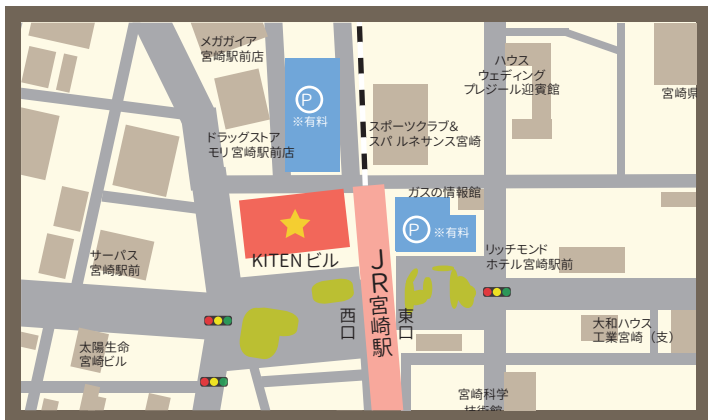 メガガイア
宮崎駅前店
P
※有料
ドラッグストア
モリ宮崎駅前店
スポーツクラブ&
スパ ルネサンス宮崎
ハウス
ウェディング
プレジール迎賓館
宮崎県
ガスの情報館
P
※有料
KITENビル
サーパス
宮崎駅前
リッチモンド
ホテル宮崎駅前
JR宮崎駅
西口
東口
大和ハウス
工業宮崎（支）
太陽生命
宮崎ビル
宮崎科学
技術館